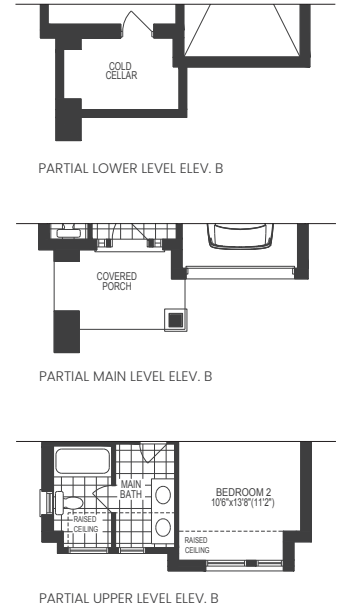 COLD
CELLAR
PARTIAL LOWER LEVEL ELEV. B
COVERED
PORCH
PARTIAL MAIN LEVEL ELEV. B
MAIN
BATH
BEDROOM 2
10'6"x13'8"(11'2")
RAISED
CEILING
RAISED
CEILING
PARTIAL UPPER LEVEL ELEV. B